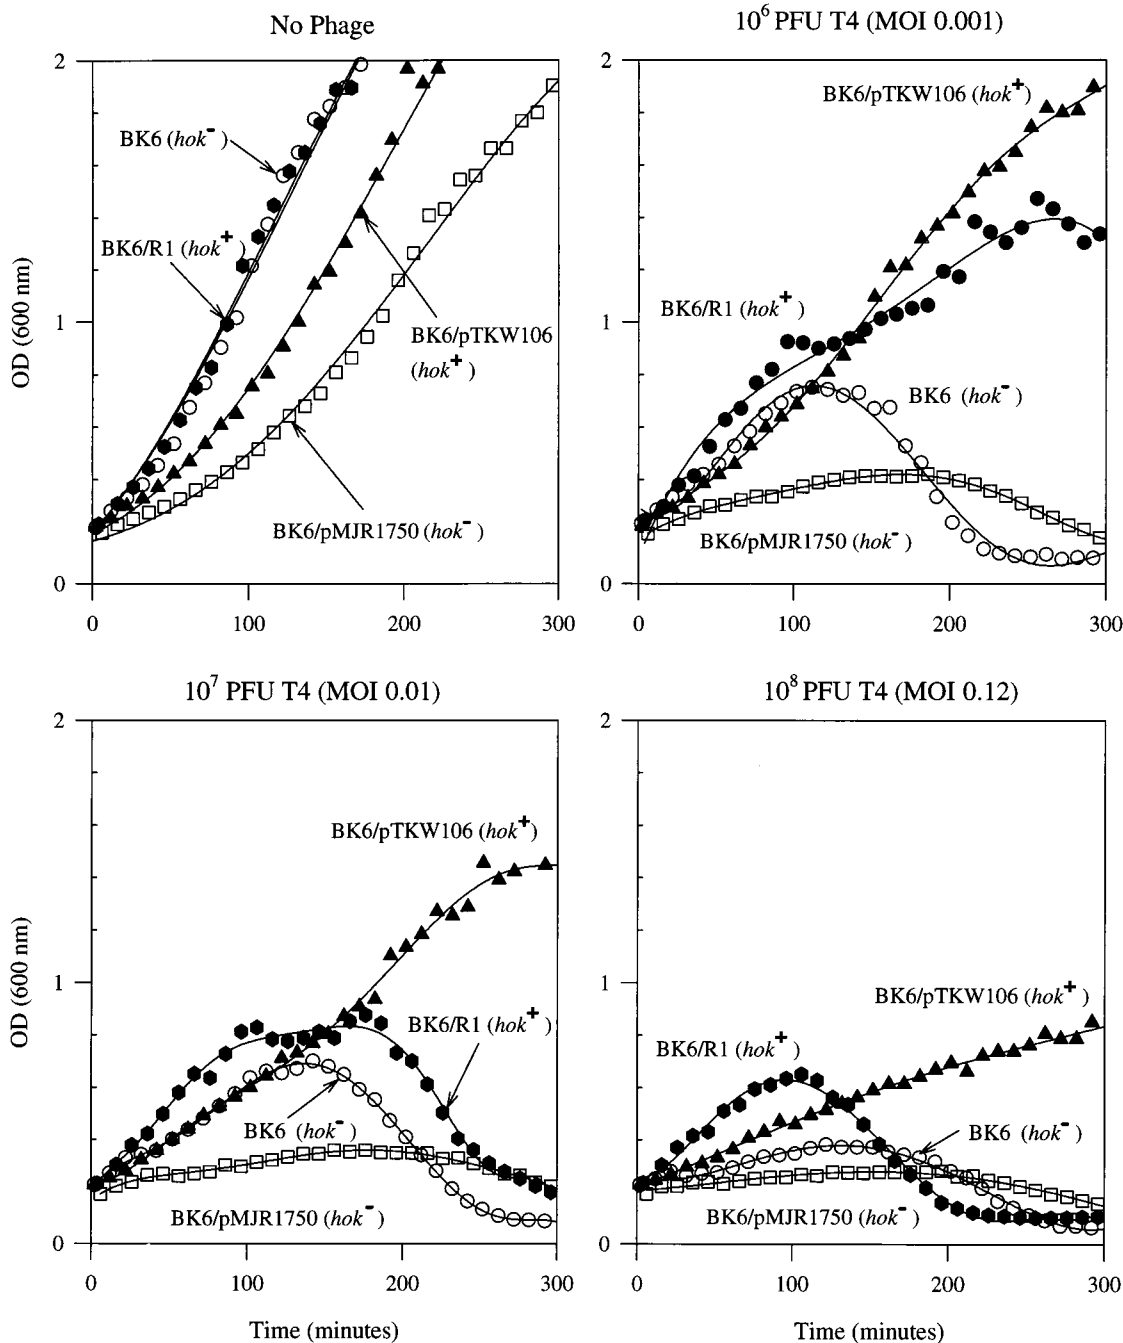 No Phage
2
1
0
OD (600 nm)
BK6 (hok⁻)
BK6/R1 (hok⁺)
BK6/pTKW106
(hok⁺)
BK6/pMJR1750 (hok⁻)
0 100 200 300
10⁶ PFU T4 (MOI 0.001)
2
1
0
BK6/pTKW106 (hok⁺)
BK6/R1 (hok⁺)
BK6 (hok⁻)
BK6/pMJR1750 (hok⁻)
0 100 200 300
10⁷ PFU T4 (MOI 0.01)
2
1
0
OD (600 nm)
BK6/pTKW106 (hok⁺)
BK6/R1 (hok⁺)
BK6 (hok⁻)
BK6/pMJR1750 (hok⁻)
0 100 200 300
Time (minutes)
10⁸ PFU T4 (MOI 0.12)
2
1
0
BK6/pTKW106 (hok⁺)
BK6/R1 (hok⁺)
BK6 (hok⁻)
BK6/pMJR1750 (hok⁻)
0 100 200 300
Time (minutes)